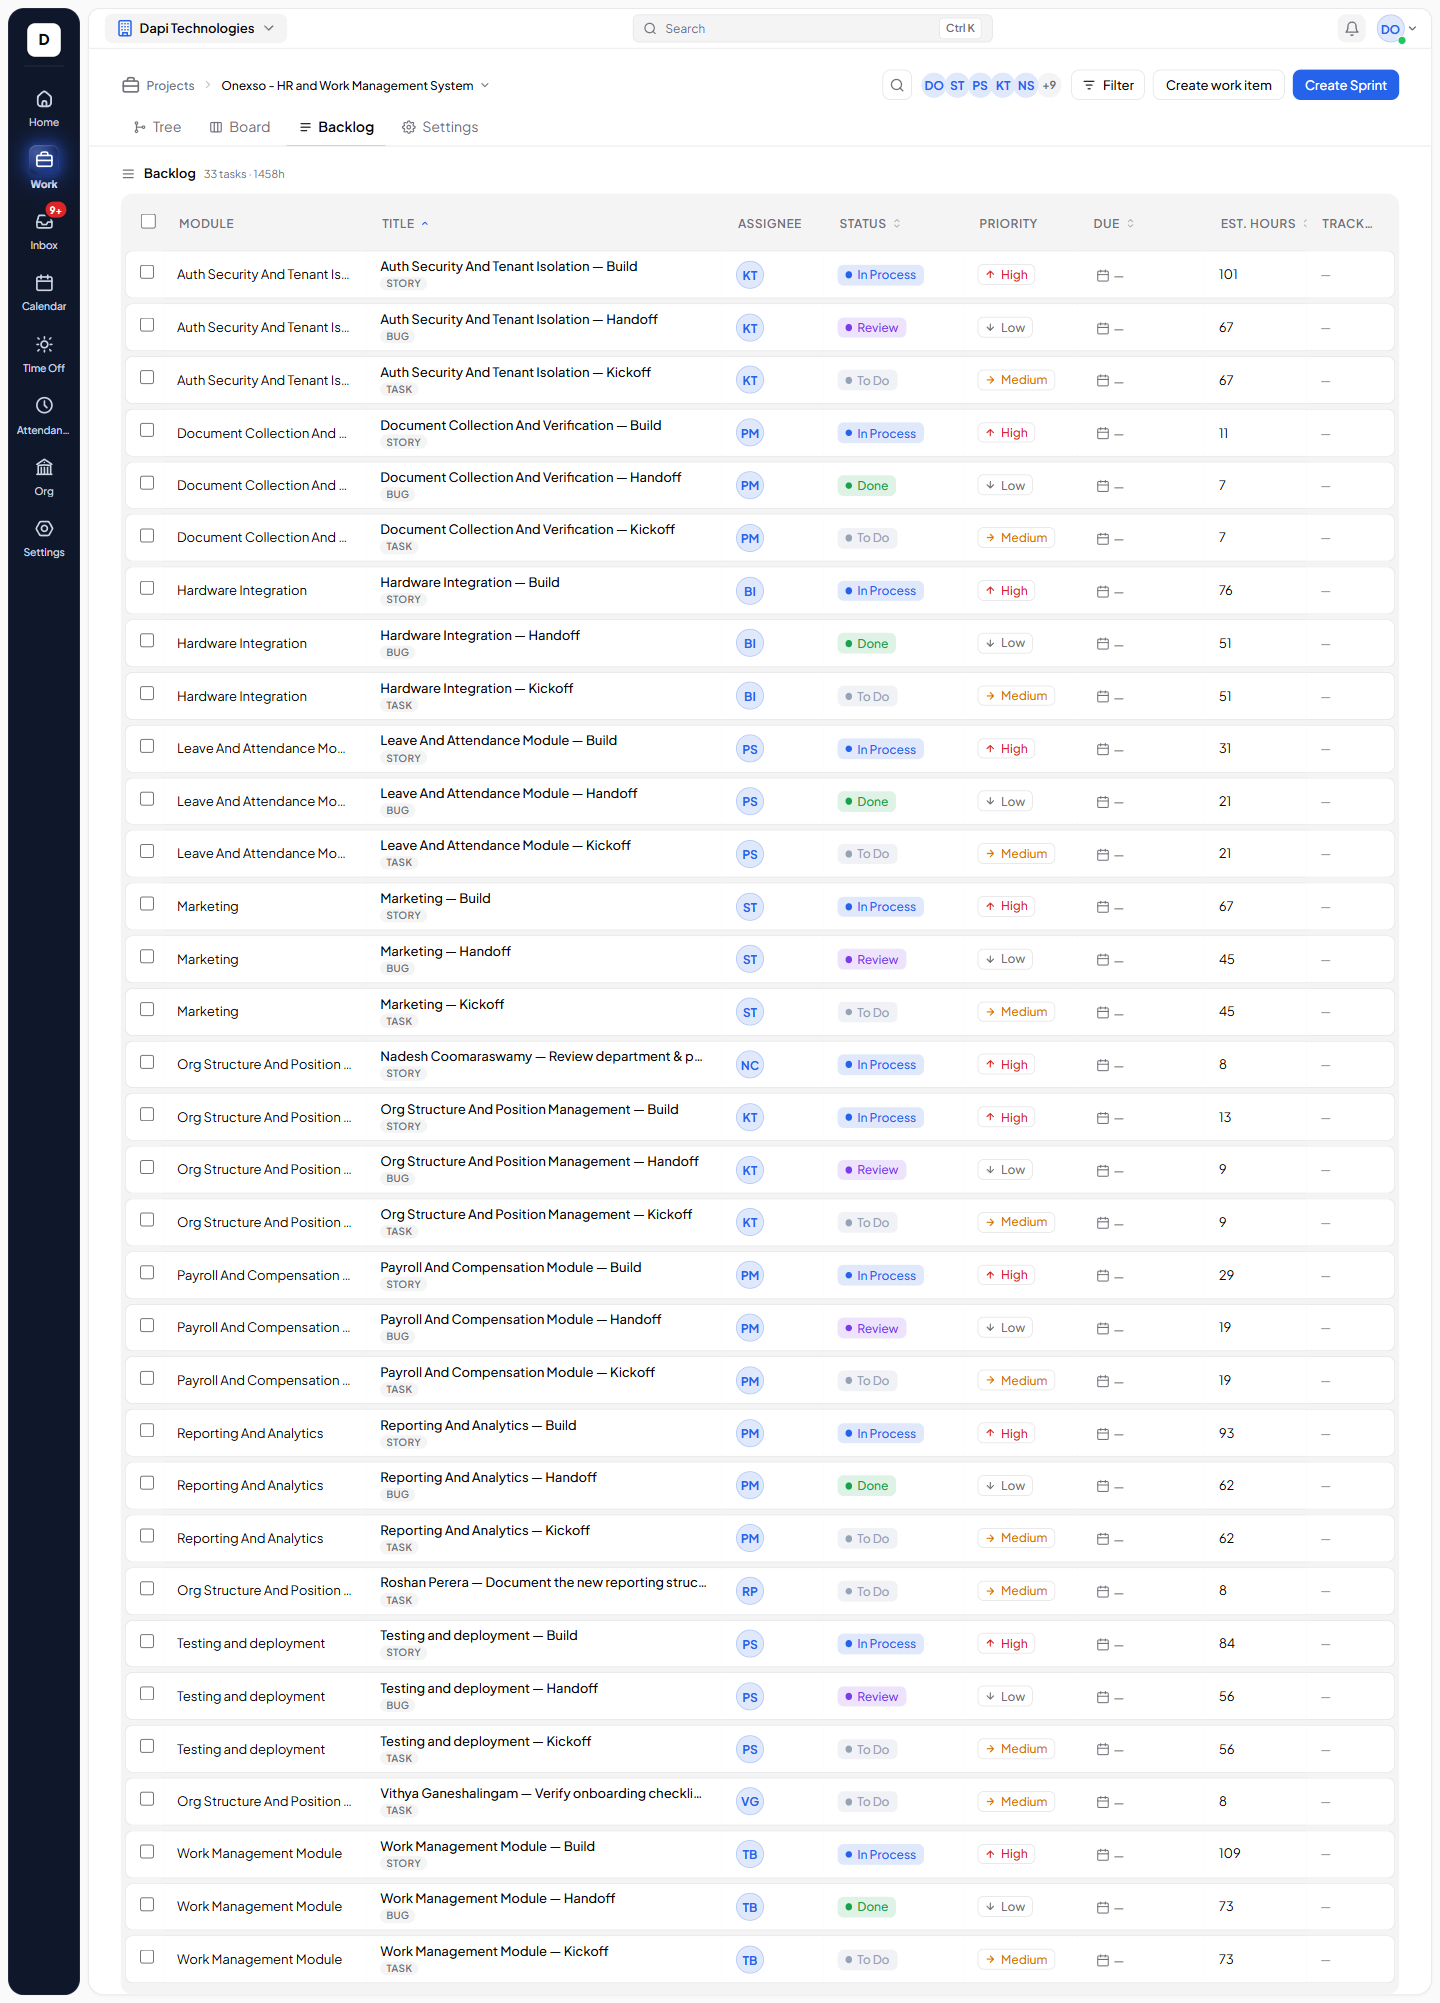 D
Dapi Technologies
Search
Ctrl K
DO
Home
Work
9+
Inbox
Calendar
Time Off
Attendan...
Org
Settings
Projects
Onexso - HR and Work Management System
DO ST PS KT NS +9
Filter
Create work item
Create Sprint
Tree
Board
Backlog
Settings
Backlog 33 tasks · 1458h
MODULE TITLE ASSIGNEE STATUS PRIORITY DUE EST. HOURS TRACK...
Auth Security And Tenant Is... Auth Security And Tenant Isolation — Build KT In Process High — 101 —
STORY
Auth Security And Tenant Is... Auth Security And Tenant Isolation — Handoff KT Review Low — 67 —
BUG
Auth Security And Tenant Is... Auth Security And Tenant Isolation — Kickoff KT To Do Medium — 67 —
TASK
Document Collection And ... Document Collection And Verification — Build PM In Process High — 11 —
STORY
Document Collection And ... Document Collection And Verification — Handoff PM Done Low — 7 —
BUG
Document Collection And ... Document Collection And Verification — Kickoff PM To Do Medium — 7 —
TASK
Hardware Integration Hardware Integration — Build BI In Process High — 76 —
STORY
Hardware Integration Hardware Integration — Handoff BI Done Low — 51 —
BUG
Hardware Integration Hardware Integration — Kickoff BI To Do Medium — 51 —
TASK
Leave And Attendance Mo... Leave And Attendance Module — Build PS In Process High — 31 —
STORY
Leave And Attendance Mo... Leave And Attendance Module — Handoff PS Done Low — 21 —
BUG
Leave And Attendance Mo... Leave And Attendance Module — Kickoff PS To Do Medium — 21 —
TASK
Marketing Marketing — Build ST In Process High — 67 —
STORY
Marketing Marketing — Handoff ST Review Low — 45 —
BUG
Marketing Marketing — Kickoff ST To Do Medium — 45 —
TASK
Org Structure And Position ... Nadesh Coomaraswamy — Review department & p... NC In Process High — 8 —
STORY
Org Structure And Position ... Org Structure And Position Management — Build KT In Process High — 13 —
STORY
Org Structure And Position ... Org Structure And Position Management — Handoff KT Review Low — 9 —
BUG
Org Structure And Position ... Org Structure And Position Management — Kickoff KT To Do Medium — 9 —
TASK
Payroll And Compensation ... Payroll And Compensation Module — Build PM In Process High — 29 —
STORY
Payroll And Compensation ... Payroll And Compensation Module — Handoff PM Review Low — 19 —
BUG
Payroll And Compensation ... Payroll And Compensation Module — Kickoff PM To Do Medium — 19 —
TASK
Reporting And Analytics Reporting And Analytics — Build PM In Process High — 93 —
STORY
Reporting And Analytics Reporting And Analytics — Handoff PM Done Low — 62 —
BUG
Reporting And Analytics Reporting And Analytics — Kickoff PM To Do Medium — 62 —
TASK
Org Structure And Position ... Roshan Perera — Document the new reporting struc... RP To Do Medium — 8 —
TASK
Testing and deployment Testing and deployment — Build PS In Process High — 84 —
STORY
Testing and deployment Testing and deployment — Handoff PS Review Low — 56 —
BUG
Testing and deployment Testing and deployment — Kickoff PS To Do Medium — 56 —
TASK
Org Structure And Position ... Vithya Ganeshalingam — Verify onboarding checkli... VG To Do Medium — 8 —
TASK
Work Management Module Work Management Module — Build TB In Process High — 109 —
STORY
Work Management Module Work Management Module — Handoff TB Done Low — 73 —
BUG
Work Management Module Work Management Module — Kickoff TB To Do Medium — 73 —
TASK